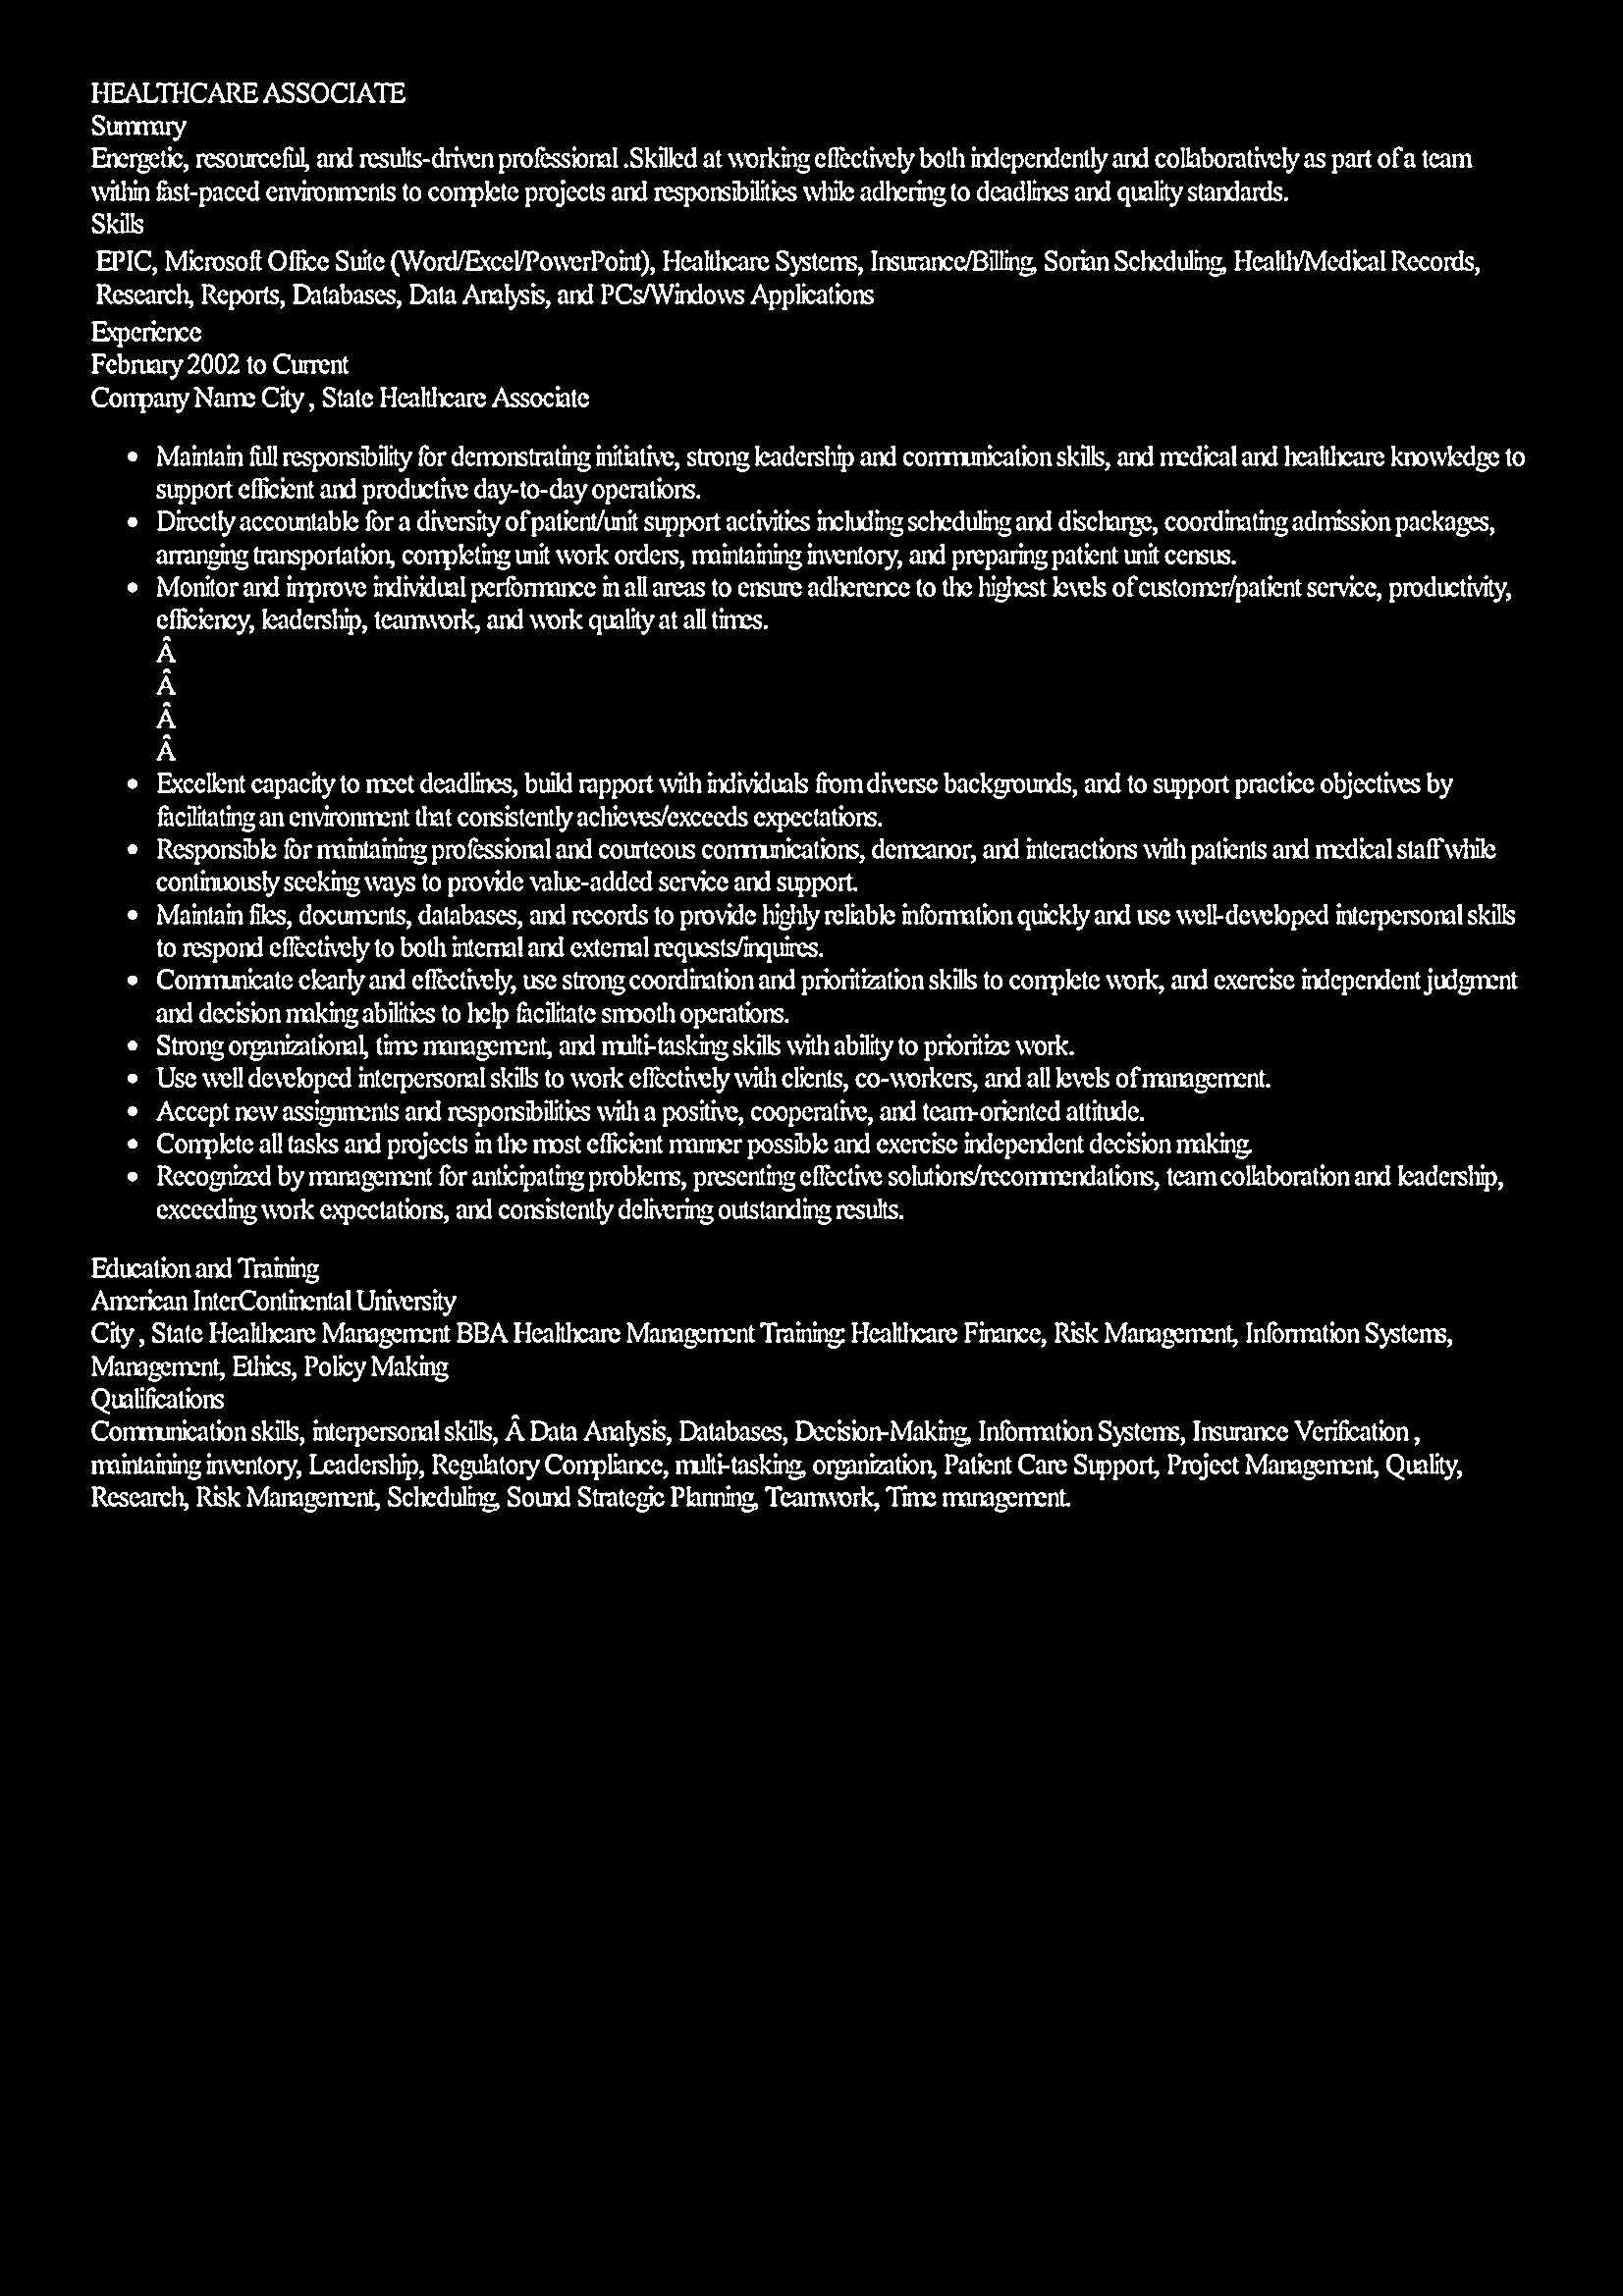 HEALTHCARE ASSOCIATE
Summary
Energetic, resourceful, and results-driven professional .Skilled at working effectively both independently and collaboratively as part of a team
within fast-paced environments to complete projects and responsibilities while adhering to deadlines and quality standards.
Skills
EPIC, Microsoft Office Suite (Word/Excel/PowerPoint), Healthcare Systems, Insurance/Billing, Sorian Scheduling, Health/Medical Records,
Research, Reports, Databases, Data Analysis, and PCs/Windows Applications
Experience
February 2002 to Current
Company Name City , State Healthcare Associate
• Maintain full responsibility for demonstrating initiative, strong leadership and communication skills, and medical and healthcare knowledge to
support efficient and productive day-to-day operations.
• Directly accountable for a diversity of patient/unit support activities including scheduling and discharge, coordinating admission packages,
arranging transportation, completing unit work orders, maintaining inventory, and preparing patient unit census.
• Monitor and improve individual performance in all areas to ensure adherence to the highest levels of customer/patient service, productivity,
efficiency, leadership, teamwork, and work quality at all times.
Â
Â
Â
Â
• Excellent capacity to meet deadlines, build rapport with individuals from diverse backgrounds, and to support practice objectives by
facilitating an environment that consistently achieves/exceeds expectations.
• Responsible for maintaining professional and courteous communications, demeanor, and interactions with patients and medical staff while
continuously seeking ways to provide value-added service and support.
• Maintain files, documents, databases, and records to provide highly reliable information quickly and use well-developed interpersonal skills
to respond effectively to both internal and external requests/inquires.
• Communicate clearly and effectively, use strong coordination and prioritization skills to complete work, and exercise independent judgment
and decision making abilities to help facilitate smooth operations.
• Strong organizational, time management, and multi-tasking skills with ability to prioritize work.
• Use well developed interpersonal skills to work effectively with clients, co-workers, and all levels of management.
• Accept new assignments and responsibilities with a positive, cooperative, and team-oriented attitude.
• Complete all tasks and projects in the most efficient manner possible and exercise independent decision making.
• Recognized by management for anticipating problems, presenting effective solutions/recommendations, team collaboration and leadership,
exceeding work expectations, and consistently delivering outstanding results.
Education and Training
American InterContinental University
City , State Healthcare Management BBA Healthcare Management Training: Healthcare Finance, Risk Management, Information Systems,
Management, Ethics, Policy Making
Qualifications
Communication skills, interpersonal skills, Â Data Analysis, Databases, Decision-Making, Information Systems, Insurance Verification ,
maintaining inventory, Leadership, Regulatory Compliance, multi-tasking, organization, Patient Care Support, Project Management, Quality,
Research, Risk Management, Scheduling, Sound Strategic Planning, Teamwork, Time management.